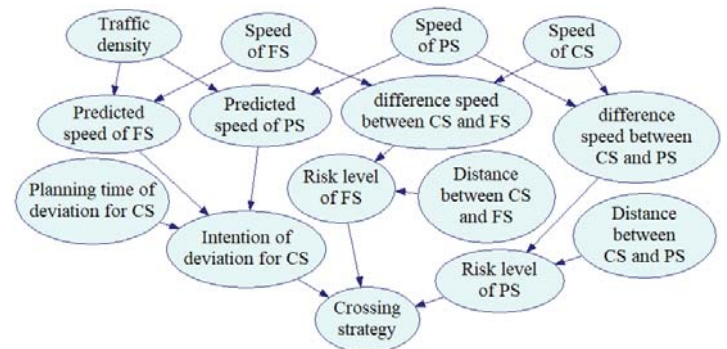 Traffic
density
Speed
of FS
Speed
of PS
Speed
of CS
Predicted
speed of FS
Predicted
speed of PS
difference speed
between CS and FS
difference
speed between
CS and PS
Planning time of
deviation for CS
Risk level
of FS
Distance
between CS
and FS
Distance
between
CS and PS
Intention of
deviation for CS
Risk level
of PS
Crossing
strategy